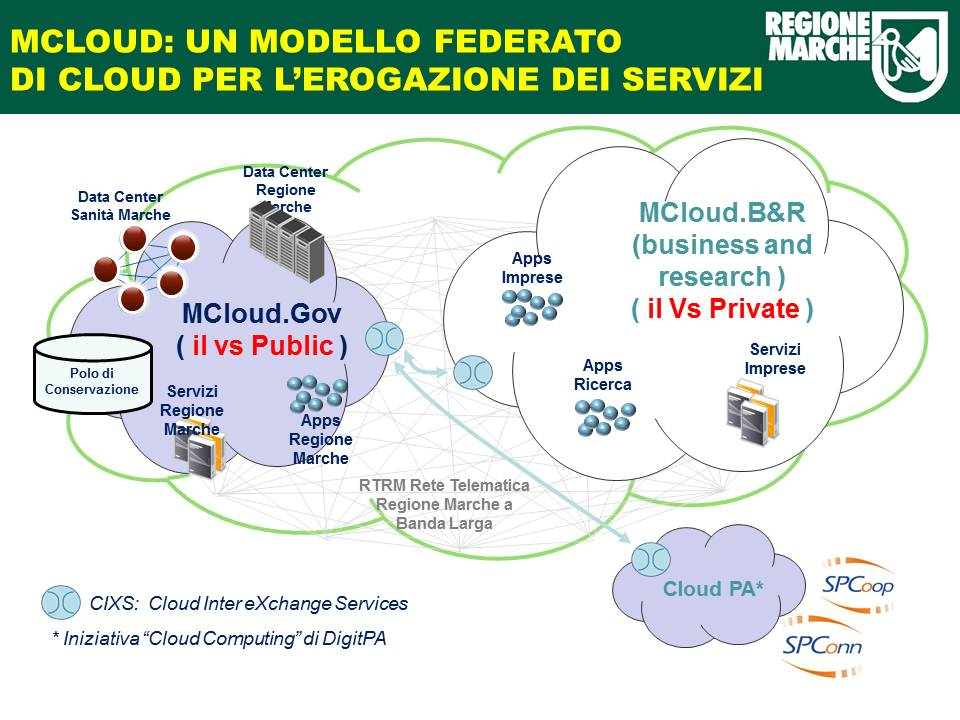 MCLOUD: UN MODELLO FEDERATO
DI CLOUD PER L’EROGAZIONE DEI SERVIZI
REGIONE
MARCHE
Data Center
Sanità Marche
Data Center
Regione
Marche
MCloud.Gov
( il vs Public )
Polo di
Conservazione
Servizi
Regione
Marche
Apps
Regione
Marche
MCloud.B&R
(business and
research )
( il Vs Private )
Apps
Imprese
Apps
Ricerca
Servizi
Imprese
RTRM Rete Telematica
Regione Marche a
Banda Larga
Cloud PA*
SPCoop
SPConn
CIXS: Cloud Inter eXchange Services
* Iniziativa “Cloud Computing” di DigitPA